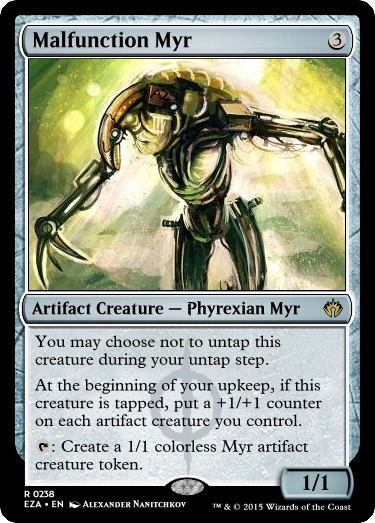 Malfunction Myr 3
Artifact Creature — Phyrexian Myr
You may choose not to untap this
creature during your untap step.
At the beginning of your upkeep, if this
creature is tapped, put a +1/+1 counter
on each artifact creature you control.
: Create a 1/1 colorless Myr artifact
creature token.
1/1
R 0238
EZA • EN Alexander Nanitchkov
™ & © 2015 Wizards of the Coast